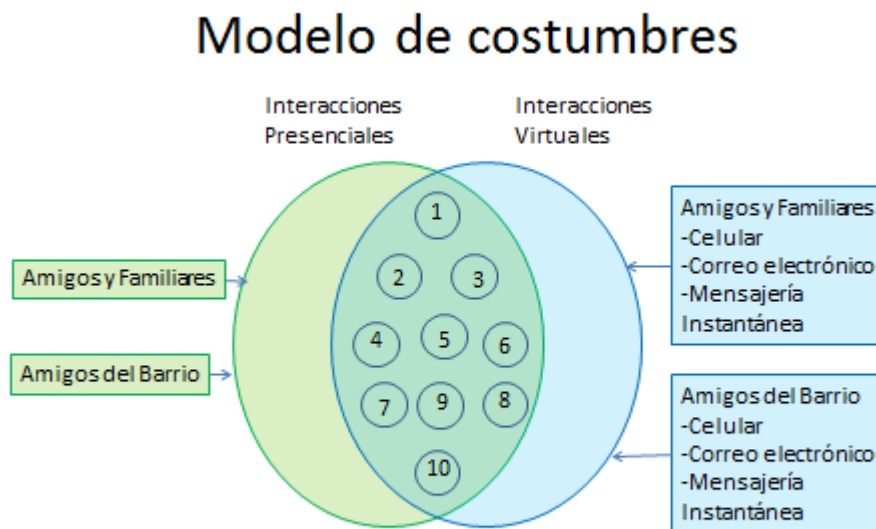 Modelo de costumbres
Interacciones
Presenciales
Interacciones
Virtuales
Amigos y Familiares
Amigos del Barrio
1
2
3
4
5
6
7
9
8
10
Amigos y Familiares
-Celular
-Correo electrónico
-Mensajería
Instantánea
Amigos del Barrio
-Celular
-Correo electrónico
-Mensajería
Instantánea